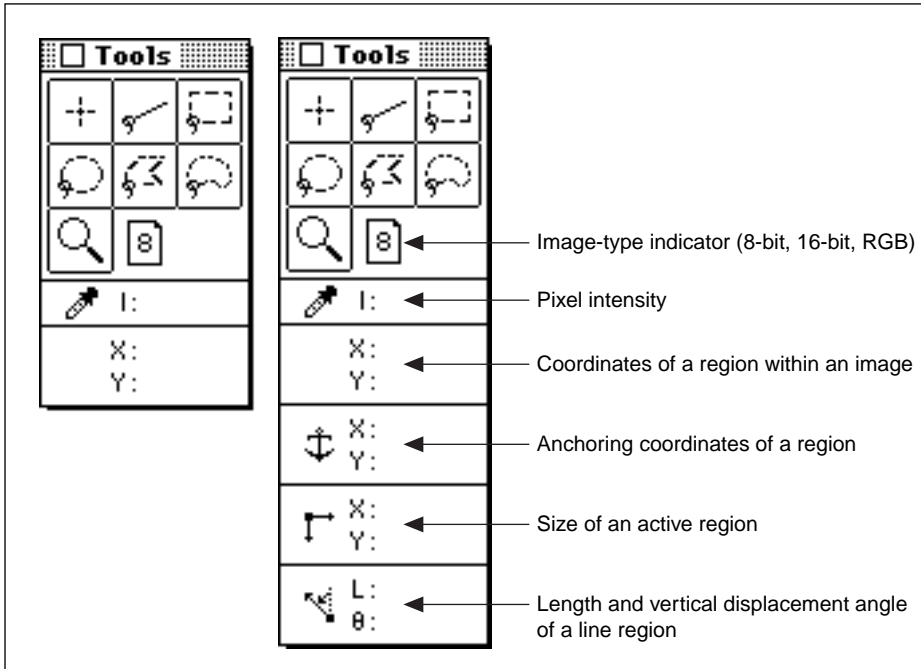 Tools
8
I:
X:
Y:
Tools
8
Image-type indicator (8-bit, 16-bit, RGB)
I:
Pixel intensity
X:
Y:
Coordinates of a region within an image
X:
Y:
Anchoring coordinates of a region
X:
Y:
Size of an active region
L:
θ:
Length and vertical displacement angle
of a line region